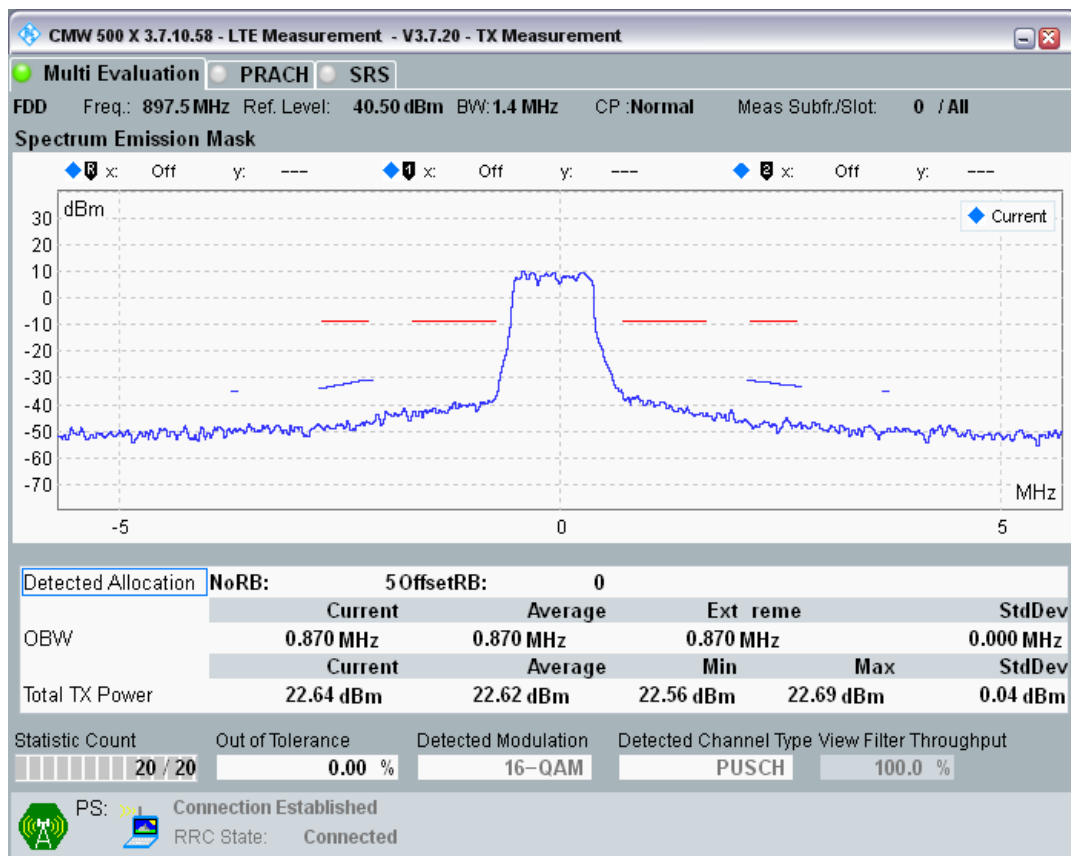 CMW 500 X 3.7.10.58 - LTE Measurement - V3.7.20 - TX Measurement
Multi Evaluation PRACH SRS
FDD Freq.: 897.5 MHz Ref. Level: 40.50 dBm BW: 1.4 MHz CP :Normal Meas Subfr./Slot: 0 / All
Spectrum Emission Mask
R x: Off y: --- 1 x: Off y: --- 2 x: Off y: ---
dBm
Current
30
20
10
0
-10
-20
-30
-40
-50
-60
-70
MHz
-5 0 5
Detected Allocation NoRB: 5 OffsetRB: 0
Current Average Ext reme StdDev
OBW 0.870 MHz 0.870 MHz 0.870 MHz 0.000 MHz
Current Average Min Max StdDev
Total TX Power 22.64 dBm 22.62 dBm 22.56 dBm 22.69 dBm 0.04 dBm
Statistic Count Out of Tolerance Detected Modulation Detected Channel Type View Filter Throughput
20 / 20 0.00 % 16-QAM PUSCH 100.0 %
PS: Connection Established
RRC State: Connected